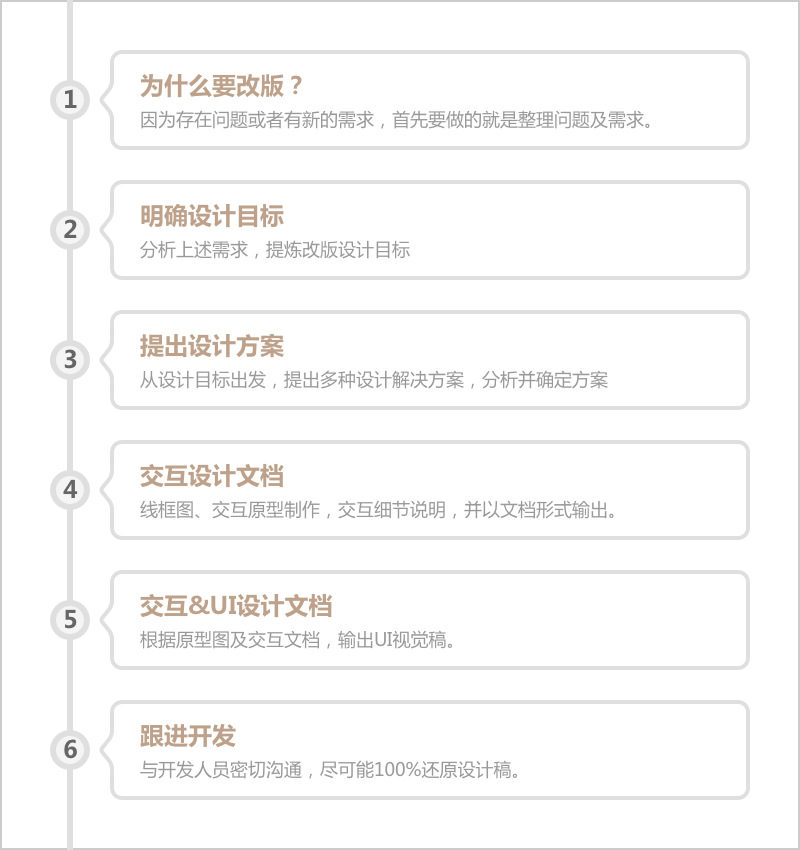 1
为什么要改版？
因为存在问题或者有新的需求，首先要做的就是整理问题及需求。
2
明确设计目标
分析上述需求，提炼改版设计目标
3
提出设计方案
从设计目标出发，提出多种设计解决方案，分析并确定方案
4
交互设计文档
线框图、交互原型制作，交互细节说明，并以文档形式输出。
5
交互&UI设计文档
根据原型图及交互文档，输出UI视觉稿。
6
跟进开发
与开发人员密切沟通，尽可能100%还原设计稿。